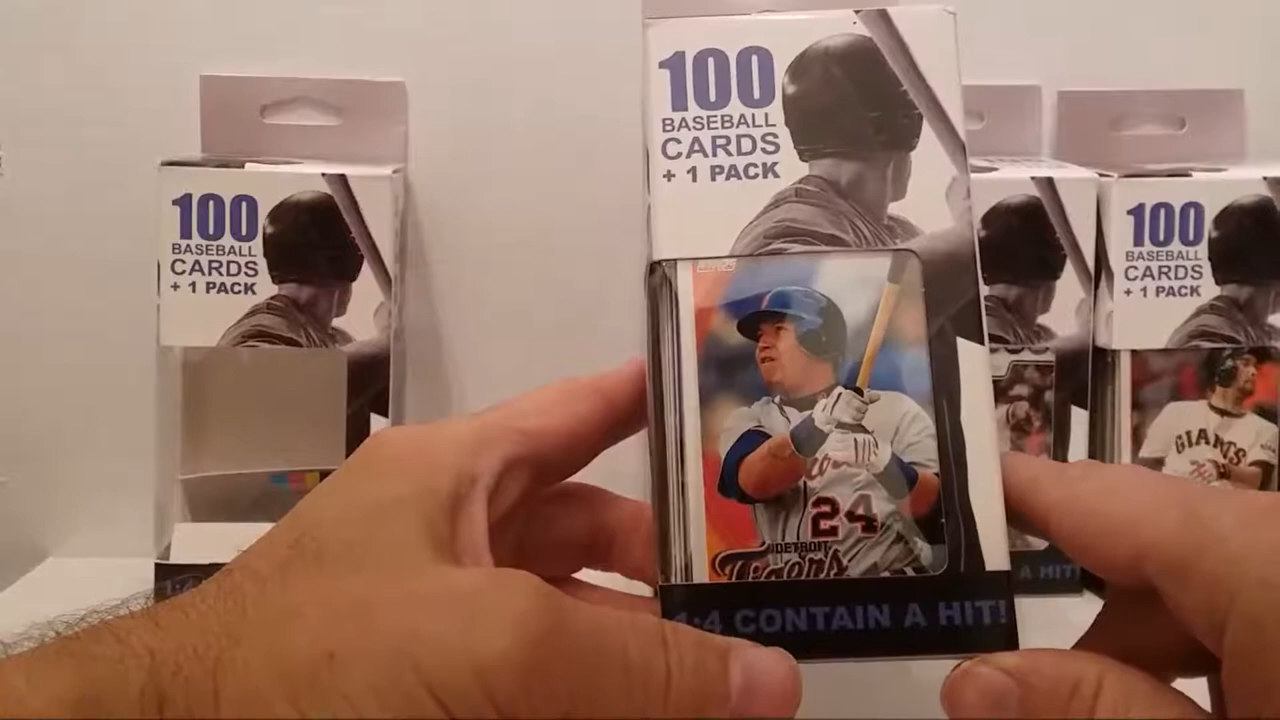 100
BASEBALL
CARDS
+ 1 PACK
24
DETROIT
Tigers
1:4 CONTAIN A HIT!
100
BASEBALL
CARDS
+ 1 PACK
A HIT!
100
BASEBALL
CARDS
+ 1 PACK
GIANTS